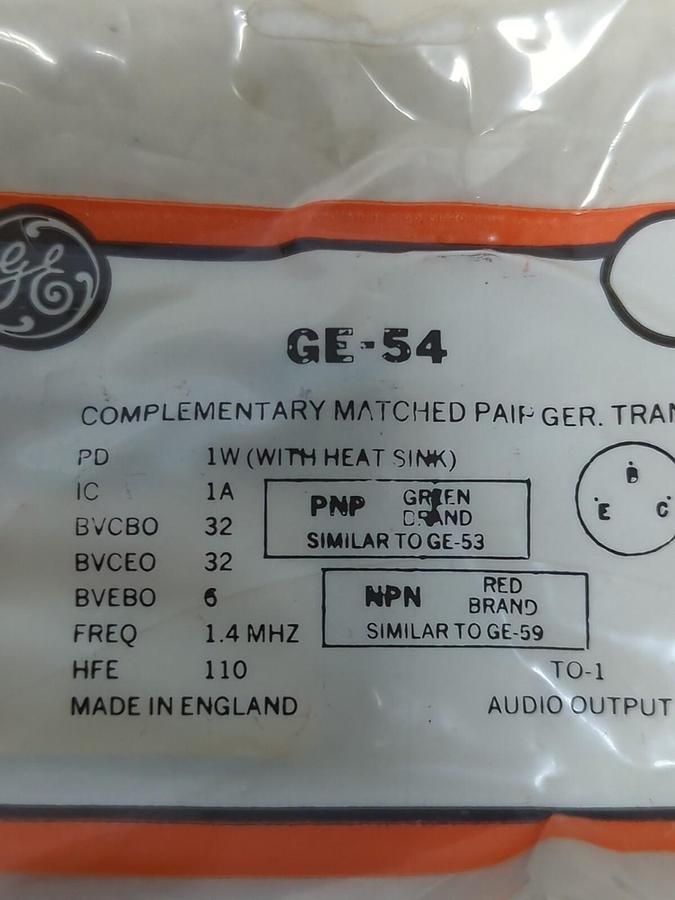 GE
GE-54
COMPLEMENTARY MATCHED PAIR GER. TRAN
PD 1W (WITH HEAT SINK)
IC 1A
PNP GREEN BRAND
SIMILAR TO GE-53
BVCBO 32
BVCEO 32
BVEBO 6
NPN RED BRAND
SIMILAR TO GE-59
FREQ 1.4 MHZ
HFE 110
MADE IN ENGLAND
B
E C
TO-1
AUDIO OUTPUT